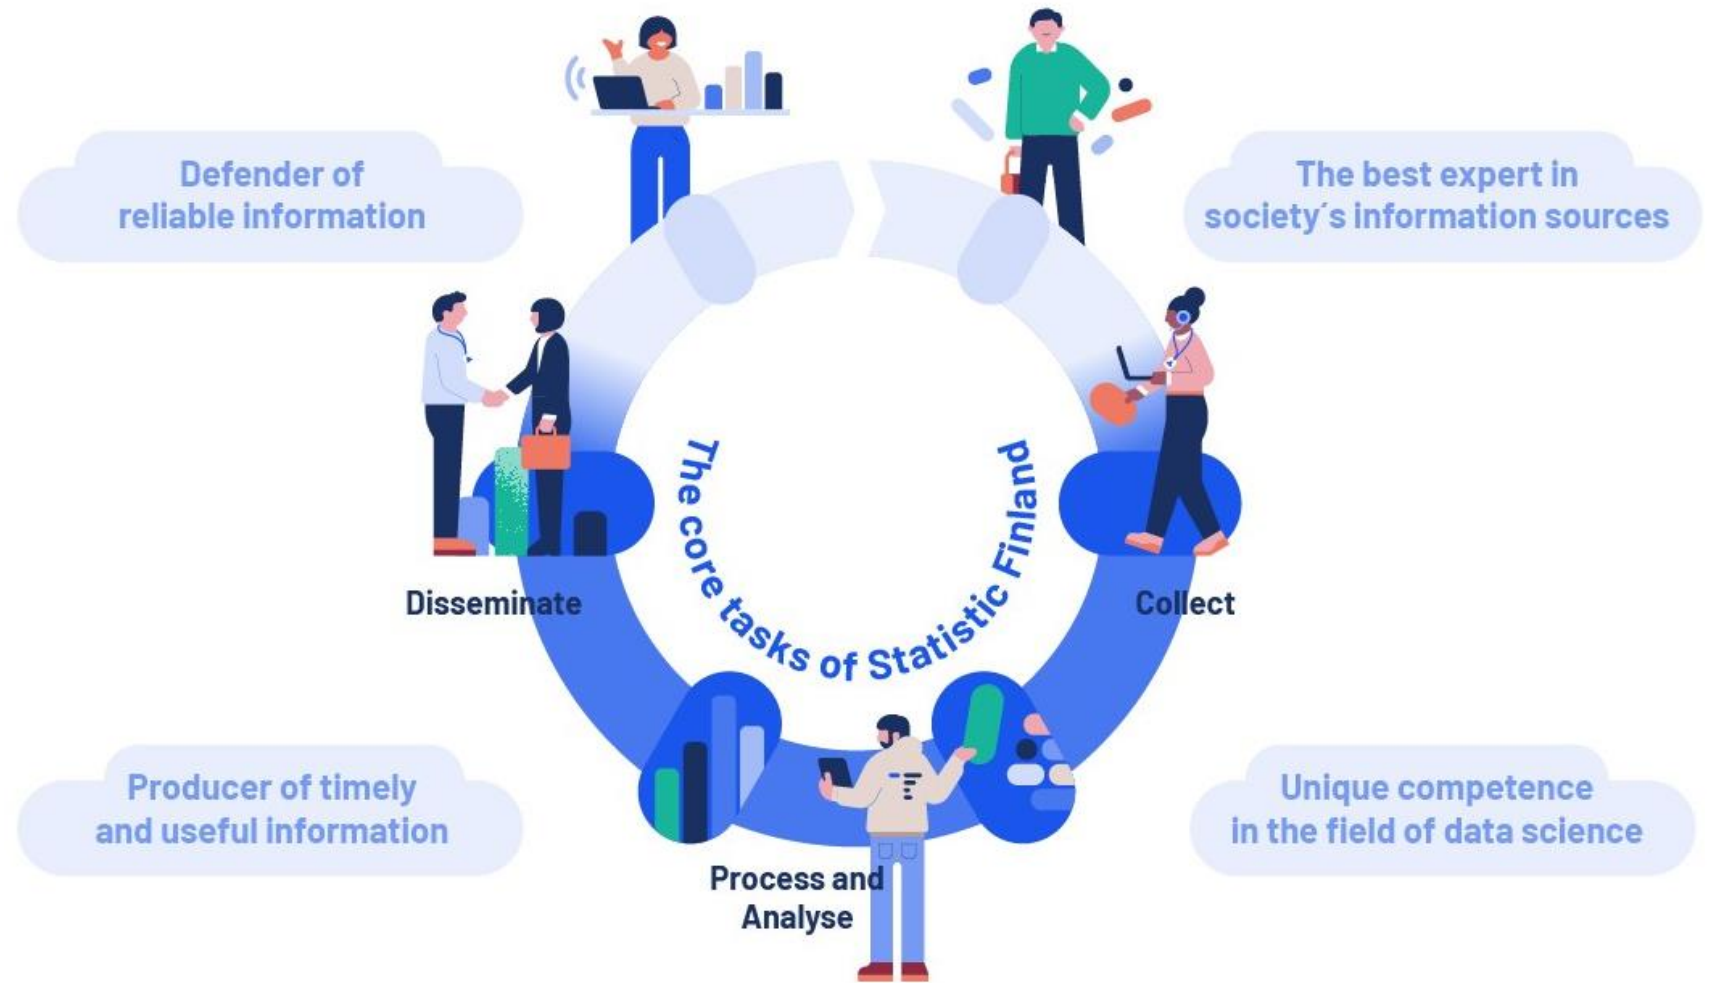 Defender of
reliable information
The best expert in
society´s information sources
The core tasks of Statistic Finland
Disseminate
Collect
Producer of timely
and useful information
Unique competence
in the field of data science
Process and
Analyse